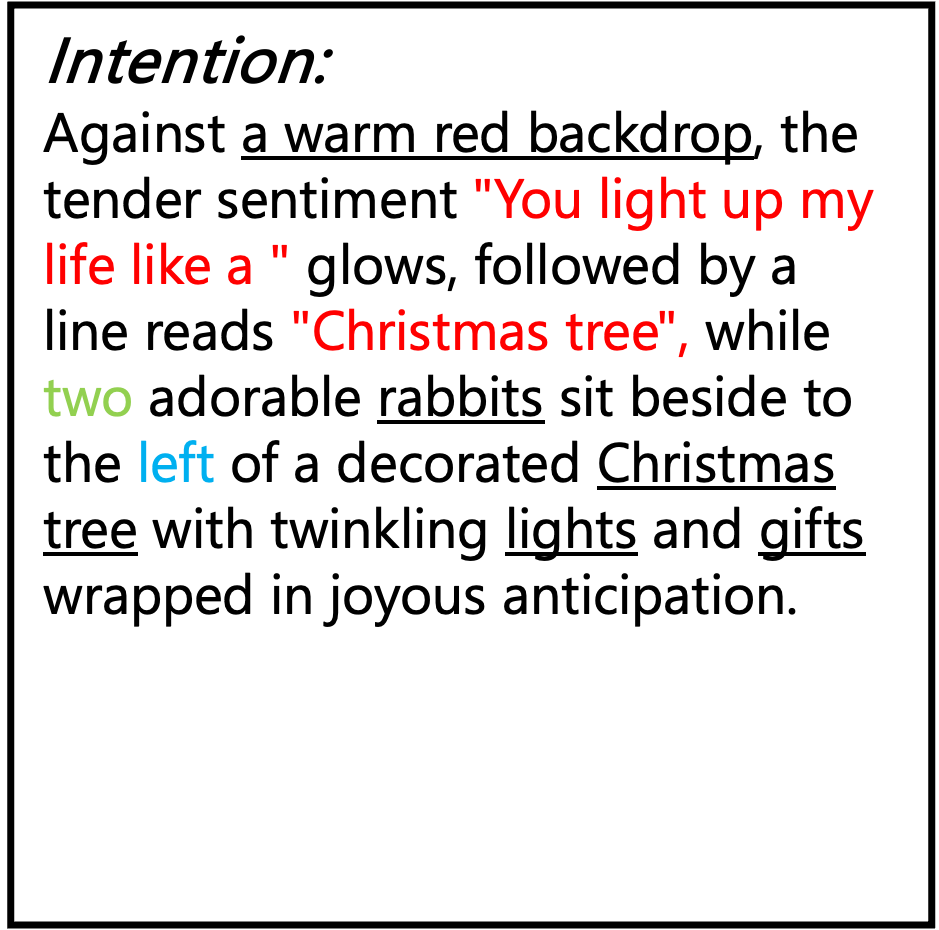 Intention:
Against a warm red backdrop, the
tender sentiment "You light up my
life like a " glows, followed by a
line reads "Christmas tree", while
two adorable rabbits sit beside to
the left of a decorated Christmas
tree with twinkling lights and gifts
wrapped in joyous anticipation.